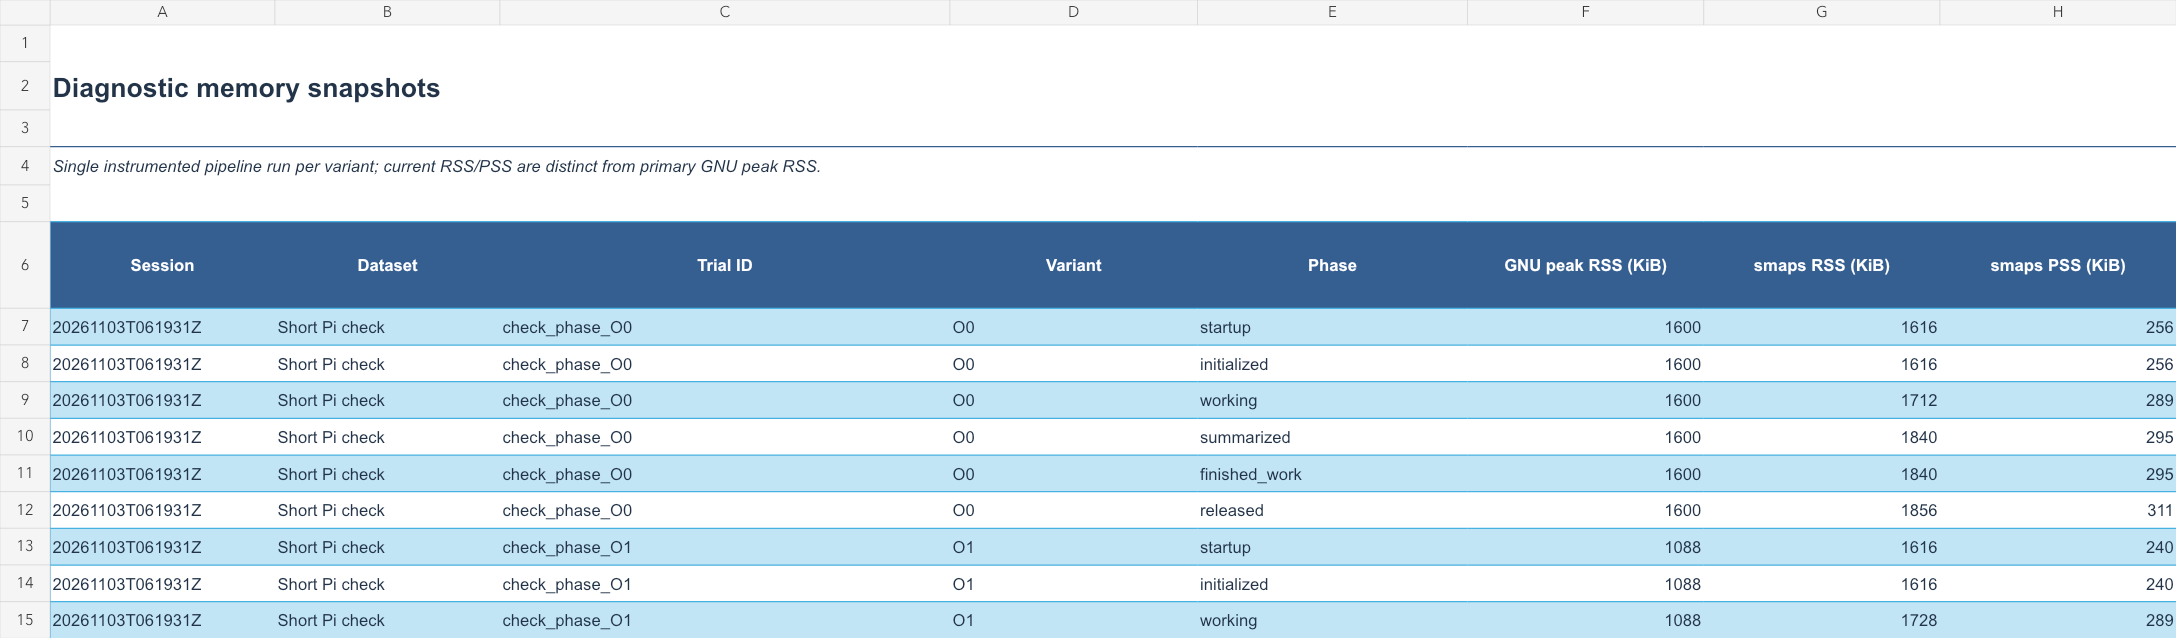 A B C D E F G H
1
2 Diagnostic memory snapshots
3
4 Single instrumented pipeline run per variant; current RSS/PSS are distinct from primary GNU peak RSS.
5
6 Session Dataset Trial ID Variant Phase GNU peak RSS (KiB) smaps RSS (KiB) smaps PSS (KiB)
7 20261103T061931Z Short Pi check check_phase_O0 O0 startup 1600 1616 256
8 20261103T061931Z Short Pi check check_phase_O0 O0 initialized 1600 1616 256
9 20261103T061931Z Short Pi check check_phase_O0 O0 working 1600 1712 289
10 20261103T061931Z Short Pi check check_phase_O0 O0 summarized 1600 1840 295
11 20261103T061931Z Short Pi check check_phase_O0 O0 finished_work 1600 1840 295
12 20261103T061931Z Short Pi check check_phase_O0 O0 released 1600 1856 311
13 20261103T061931Z Short Pi check check_phase_O1 O1 startup 1088 1616 240
14 20261103T061931Z Short Pi check check_phase_O1 O1 initialized 1088 1616 240
15 20261103T061931Z Short Pi check check_phase_O1 O1 working 1088 1728 289